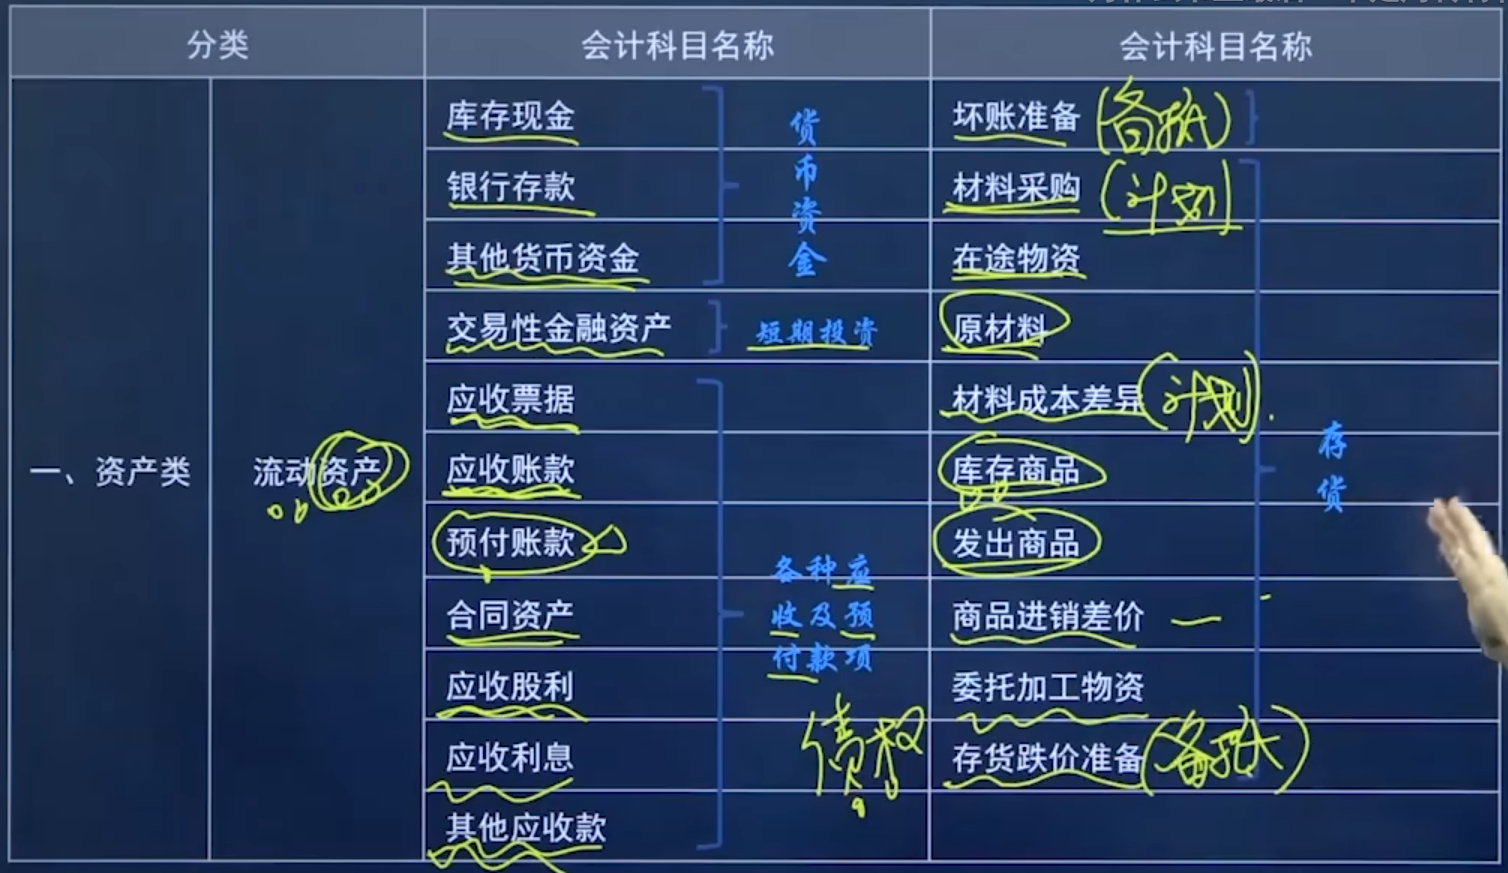 分类 会计科目名称 会计科目名称
库存现金 坏账准备 (备抵)
银行存款 材料采购 (计划)
其他货币资金 在途物资
货币资金
交易性金融资产 短期投资 原材料
应收票据 材料成本差异 (计划)
一、资产类 流动资产 应收账款 库存商品
存货
预付账款 发出商品
各种应
收及预
付款项
合同资产 商品进销差价
应收股利 委托加工物资
债权
应收利息 存货跌价准备 (备抵)
其他应收款